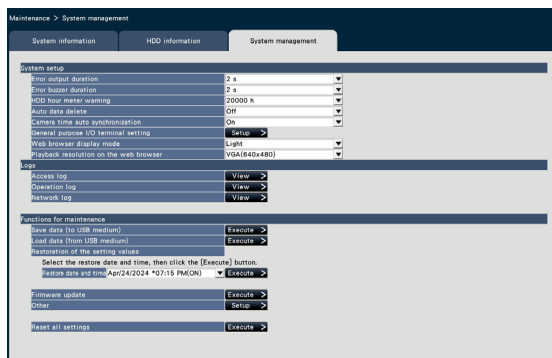 Maintenance > System management
System information HDD information System management
System setup
Error output duration 2 s
Error buzzer duration 2 s
HDD hour meter warning 20000 h
Auto data delete Off
Camera time auto synchronization On
General purpose I/O terminal setting Setup >
Web browser display mode Light
Playback resolution on the web browser VGA(640x480)
Logs
Access log View >
Operation log View >
Network log View >
Functions for maintenance
Save data (to USB medium) Execute >
Load data (from USB medium) Execute >
Restoration of the setting values
Select the restore date and time, then click the [Execute] button.
Restore date and time Apr/24/2024 *07:15 PM(ON) Execute >
Firmware update Execute >
Other Setup >
Reset all settings Execute >